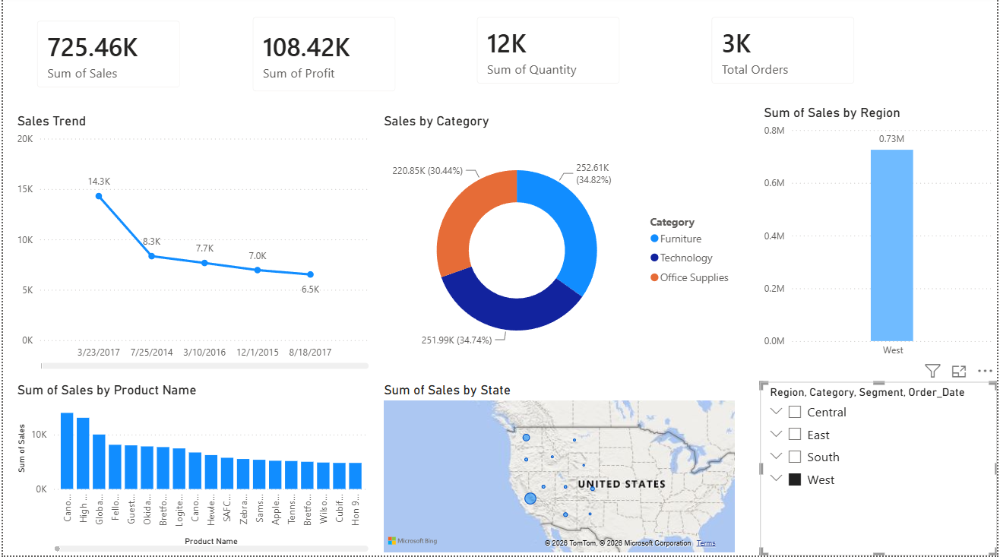 725.46K
Sum of Sales
108.42K
Sum of Profit
12K
Sum of Quantity
3K
Total Orders
Sales Trend
20K
15K
10K
5K
0K
14.3K
8.3K
7.7K
7.0K
6.5K
3/23/2017 7/25/2014 3/10/2016 12/1/2015 8/18/2017
Sales by Category
220.85K (30.44%)
252.61K
(34.82%)
251.99K (34.74%)
Category
Furniture
Technology
Office Supplies
Sum of Sales by Region
0.8M
0.6M
0.4M
0.2M
0.0M
0.73M
West
Sum of Sales by Product Name
Sum of Sales
10K
0K
Cano...
High ...
Globa...
Fello...
Guest...
Okida...
Bretfo...
Logite...
Cano...
HewIe...
SAFC...
Zebra...
Sams...
Apple...
Tenns...
Bretfo...
Wilso...
Cubif...
Hon 9...
Product Name
Sum of Sales by State
UNITED STATES
Microsoft Bing
© 2026 TomTom, © 2026 Microsoft Corporation Terms
Region, Category, Segment, Order_Date
Central
East
South
West